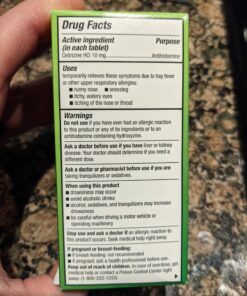 Drug Facts
Active ingredient Purpose
(in each tablet)
Cetirizine HCl 10 mg Antihistamine
Uses
temporarily relieves these symptoms due to hay fever
or other upper respiratory allergies:
■ runny nose ■ sneezing
■ itchy, watery eyes
■ itching of the nose or throat
Warnings
Do not use if you have ever had an allergic reaction
to this product or any of its ingredients or to an
antihistamine containing hydroxyzine.
Ask a doctor before use if you have liver or kidney
disease. Your doctor should determine if you need a
different dose.
Ask a doctor or pharmacist before use if you are
taking tranquilizers or sedatives.
When using this product
■ drowsiness may occur
■ avoid alcoholic drinks
■ alcohol, sedatives, and tranquilizers may increase
drowsiness
■ be careful when driving a motor vehicle or
operating machinery
Stop use and ask a doctor if an allergic reaction to
this product occurs. Seek medical help right away.
If pregnant or breast-feeding:
■ if breast-feeding: not recommended
■ if pregnant: ask a health professional before use.
Keep out of reach of children. In case of overdose, get
medical help or contact a Poison Control Center right
away. (1-800-222-1222)